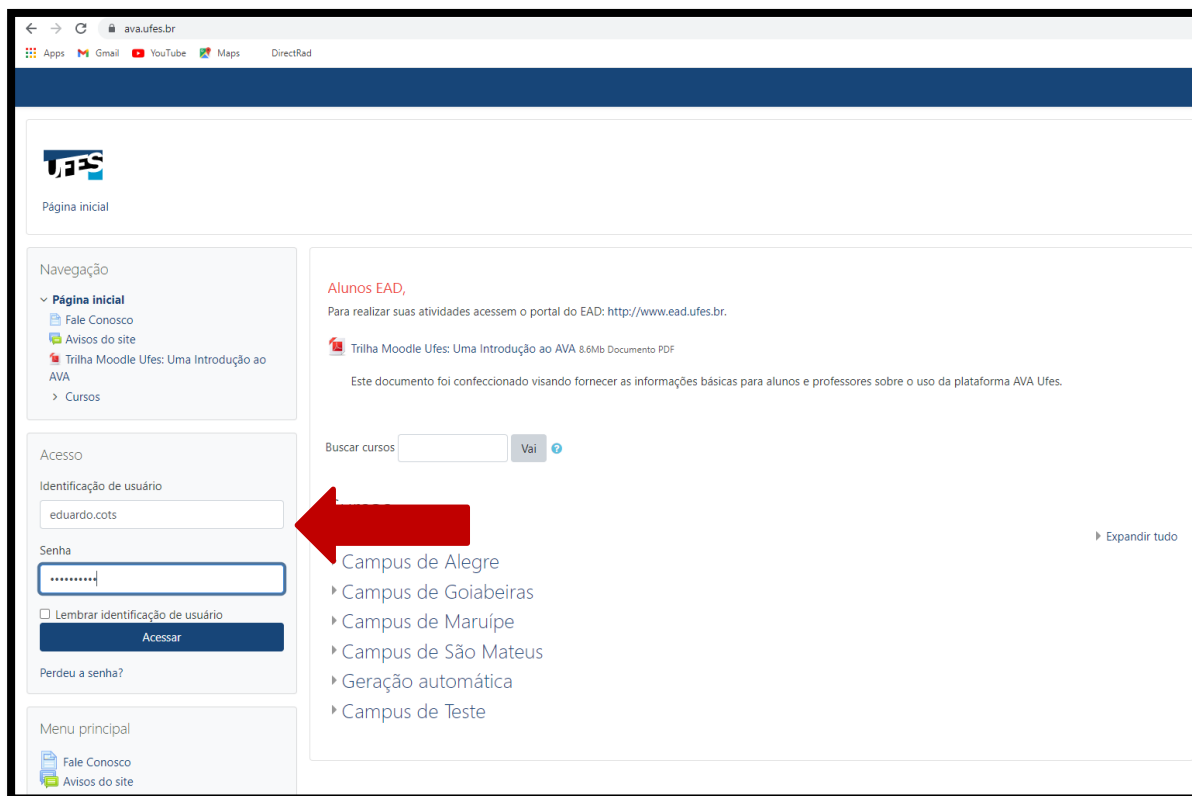 ava.ufes.br
Apps Gmail YouTube Maps DirectRad
UFES
Página inicial
Navegação
Página inicial
Fale Conosco
Avisos do site
Trilha Moodle Ufes: Uma Introdução ao
AVA
Cursos
Acesso
Identificação de usuário
eduardo.cots
Senha
••••••••••
Lembrar identificação de usuário
Acessar
Perdeu a senha?
Menu principal
Fale Conosco
Avisos do site
Alunos EAD,
Para realizar suas atividades acessem o portal do EAD: http://www.ead.ufes.br.
Trilha Moodle Ufes: Uma Introdução ao AVA 8.6Mb Documento PDF
Este documento foi confeccionado visando fornecer as informações básicas para alunos e professores sobre o uso da plataforma AVA Ufes.
Buscar cursos Vai
Expandir tudo
Campus de Alegre
Campus de Goiabeiras
Campus de Maruípe
Campus de São Mateus
Geração automática
Campus de Teste